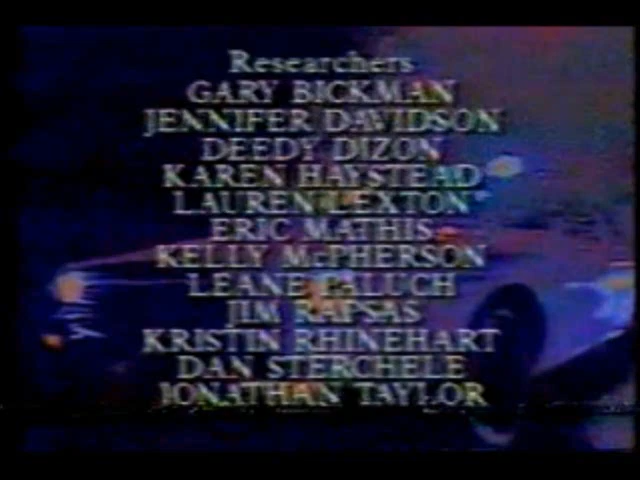 Researchers
GARY BICKMAN
JENNIFER DAVIDSON
DEEDY DIZON
KAREN HAYSTEAD
LAUREN LEXTON
ERIC MATHIS
KELLY McPHERSON
LEANE PALUCH
JIM RAPSAS
KRISTIN RHINEHART
DAN STERCHELE
JONATHAN TAYLOR